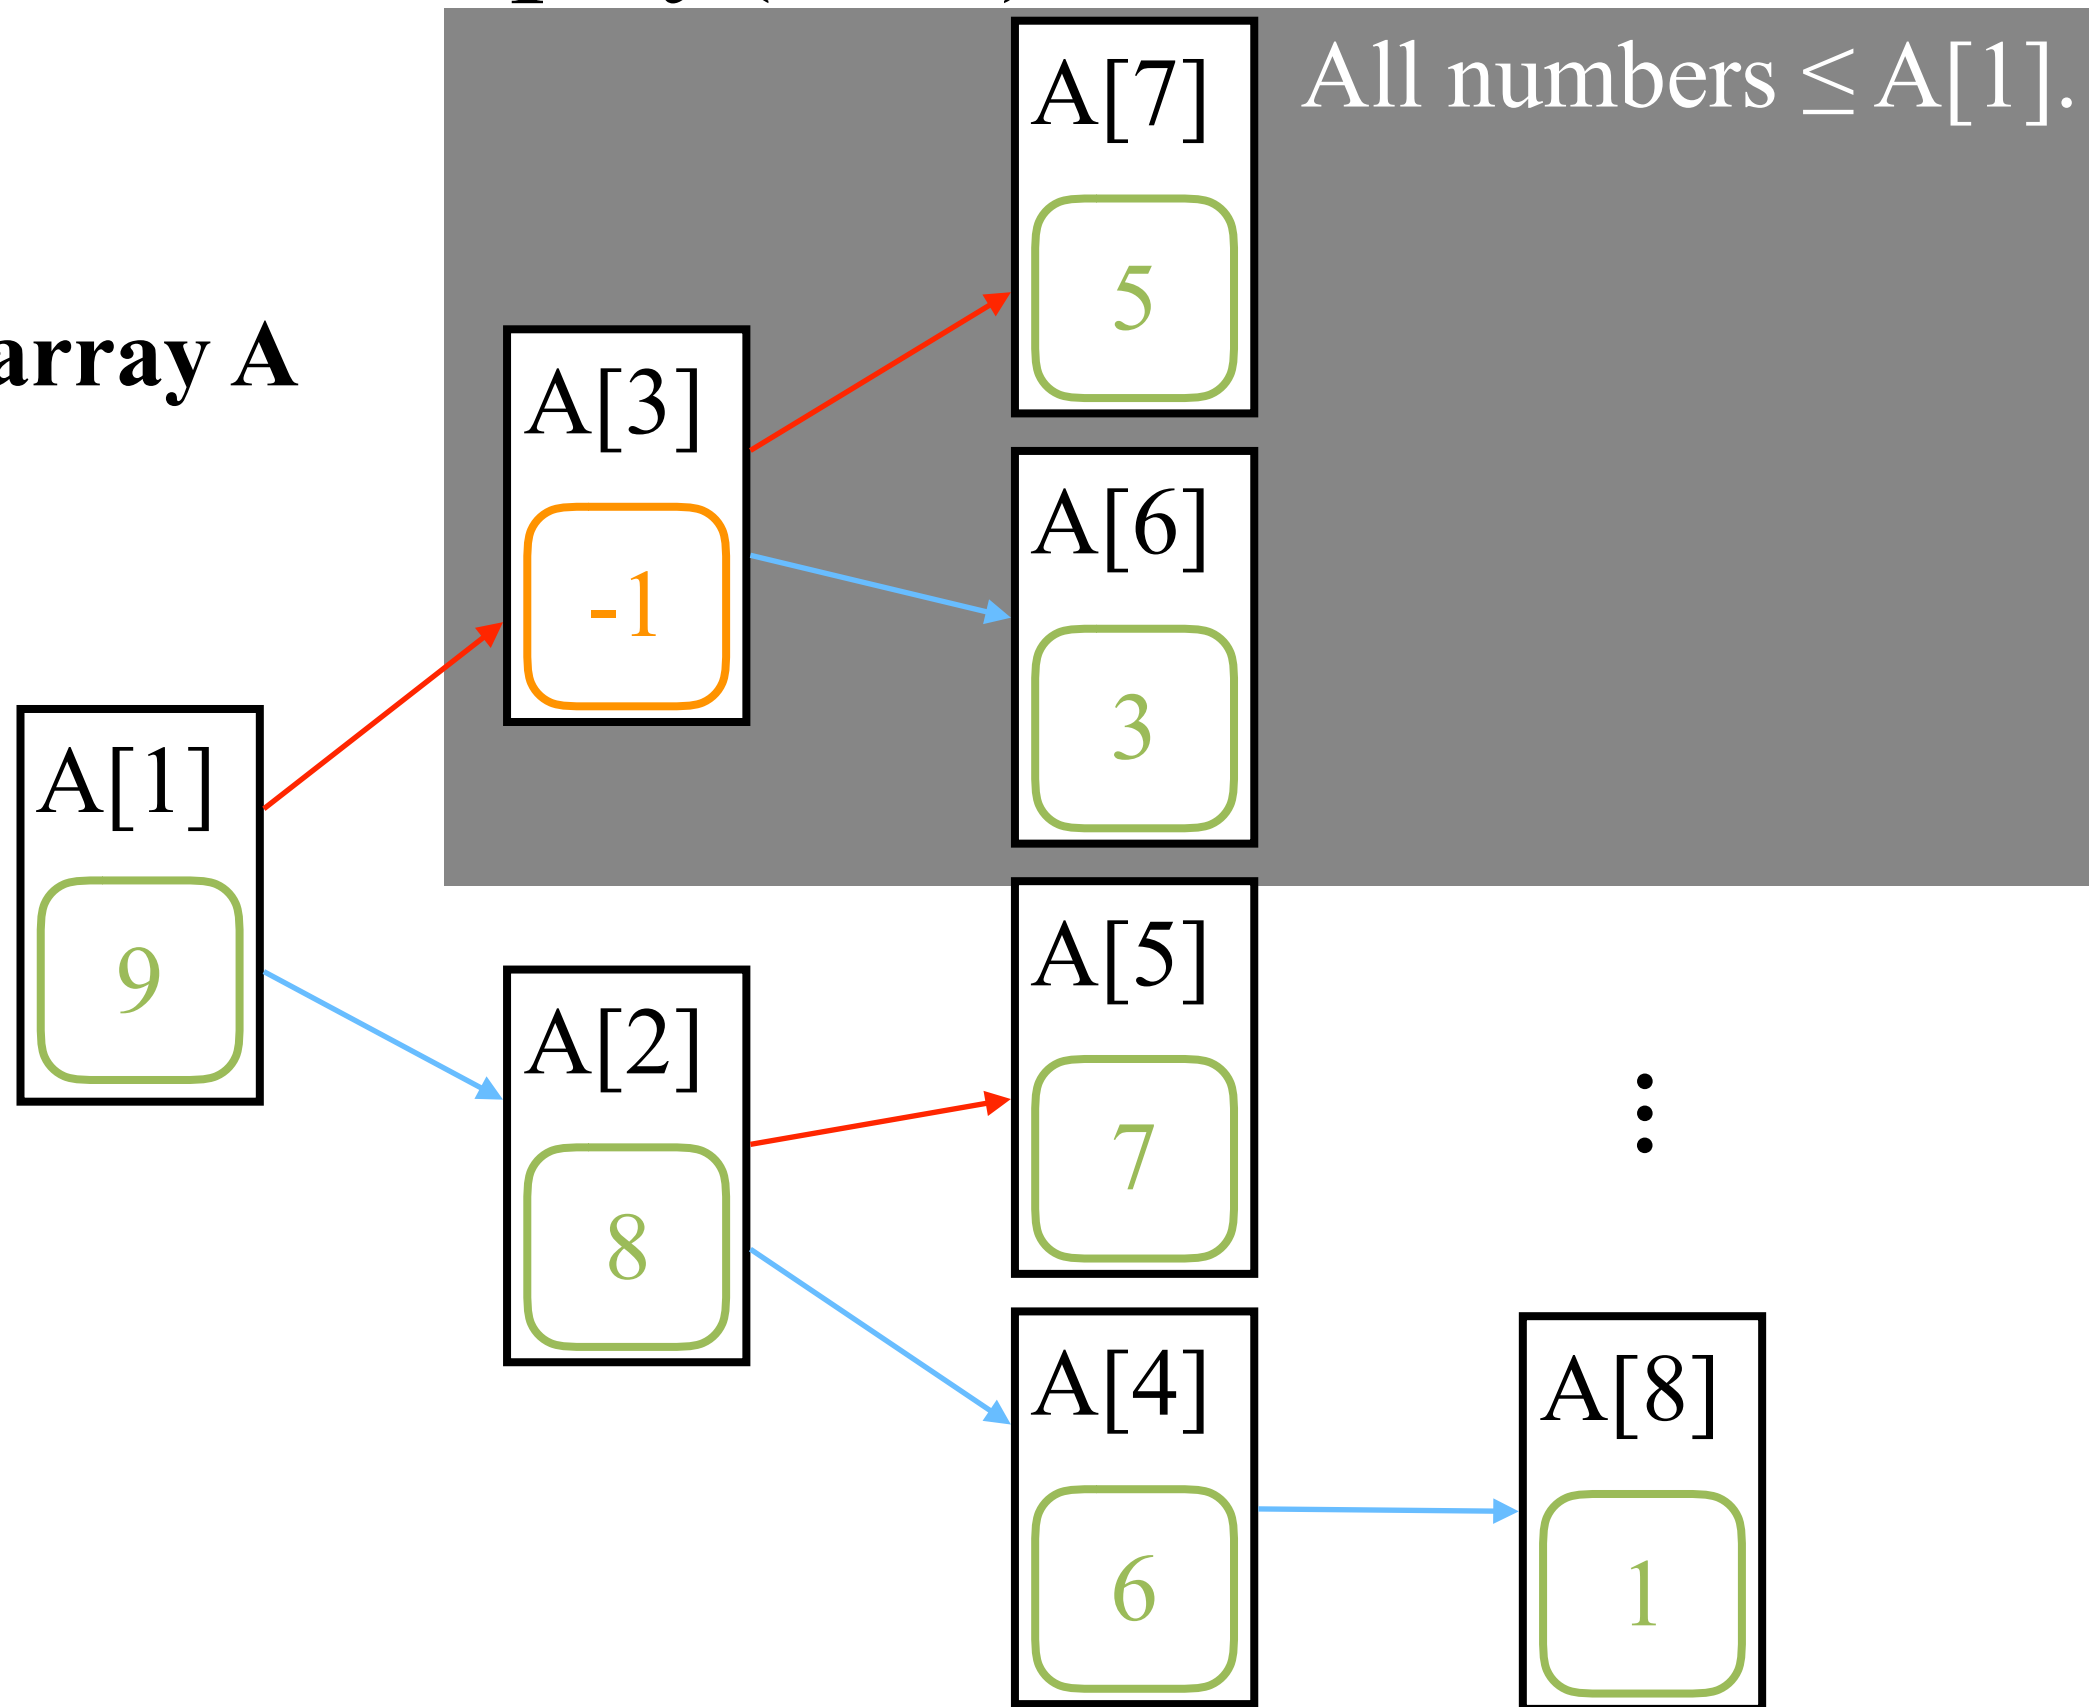 A[7] All numbers ≤ A[1].
5
array A
A[3]
-1
A[6]
3
A[1]
9
A[5]
7
A[2]
8
A[4]
6
A[8]
1